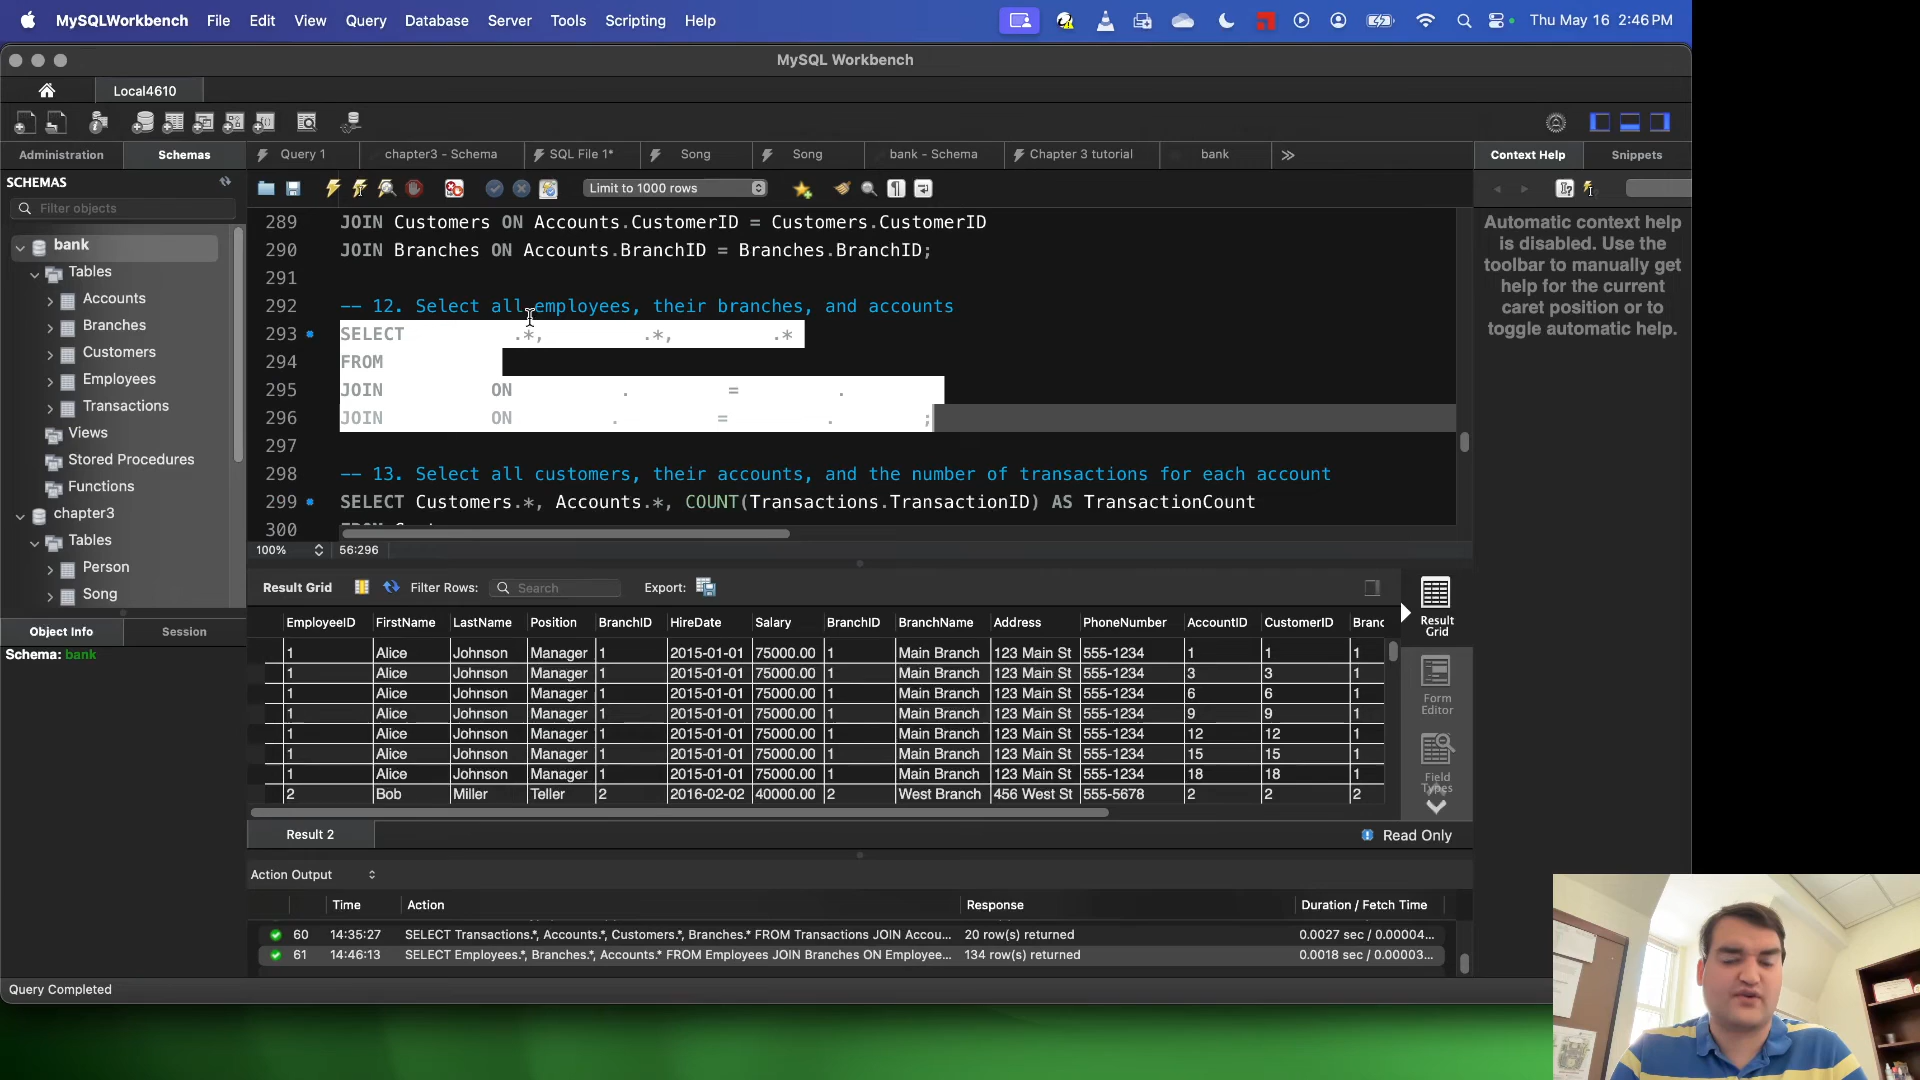 MySQLWorkbench File Edit View Query Database Server Tools Scripting Help Thu May 16 2:46 PM
MySQL Workbench
Local4610
Administration Schemas Query 1 chapter3 - Schema SQL File 1* Song Song bank - Schema Chapter 3 tutorial bank Context Help Snippets
SCHEMAS
Limit to 1000 rows
Filter objects
bank
Tables
Accounts
Branches
Customers
Employees
Transactions
Views
Stored Procedures
Functions
chapter3
Tables
Person
Song
Object Info Session
Schema: bank
289 JOIN Customers ON Accounts.CustomerID = Customers.CustomerID
290 JOIN Branches ON Accounts.BranchID = Branches.BranchID;
291
292 -- 12. Select all employees, their branches, and accounts
293 SELECT .*, .*, .*
294 FROM
295 JOIN ON . = .
296 JOIN ON . = . ;
297
298 -- 13. Select all customers, their accounts, and the number of transactions for each account
299 SELECT Customers.*, Accounts.*, COUNT(Transactions.TransactionID) AS TransactionCount
300
100% 56:296
Automatic context help
is disabled. Use the
toolbar to manually get
help for the current
caret position or to
toggle automatic help.
Result Grid Filter Rows: Search Export:
EmployeeID FirstName LastName Position BranchID HireDate Salary BranchID BranchName Address PhoneNumber AccountID CustomerID Branc
1 Alice Johnson Manager 1 2015-01-01 75000.00 1 Main Branch 123 Main St 555-1234 1 1 1
1 Alice Johnson Manager 1 2015-01-01 75000.00 1 Main Branch 123 Main St 555-1234 3 3 1
1 Alice Johnson Manager 1 2015-01-01 75000.00 1 Main Branch 123 Main St 555-1234 6 6 1
1 Alice Johnson Manager 1 2015-01-01 75000.00 1 Main Branch 123 Main St 555-1234 9 9 1
1 Alice Johnson Manager 1 2015-01-01 75000.00 1 Main Branch 123 Main St 555-1234 12 12 1
1 Alice Johnson Manager 1 2015-01-01 75000.00 1 Main Branch 123 Main St 555-1234 15 15 1
1 Alice Johnson Manager 1 2015-01-01 75000.00 1 Main Branch 123 Main St 555-1234 18 18 1
2 Bob Miller Teller 2 2016-02-02 40000.00 2 West Branch 456 West St 555-5678 2 2 2
Result Grid
Form Editor
Field Types
Result 2 Read Only
Action Output
Time Action Response Duration / Fetch Time
60 14:35:27 SELECT Transactions.*, Accounts.*, Customers.*, Branches.* FROM Transactions JOIN Accou... 20 row(s) returned 0.0027 sec / 0.00004...
61 14:46:13 SELECT Employees.*, Branches.*, Accounts.* FROM Employees JOIN Branches ON Employee... 134 row(s) returned 0.0018 sec / 0.00003...
Query Completed